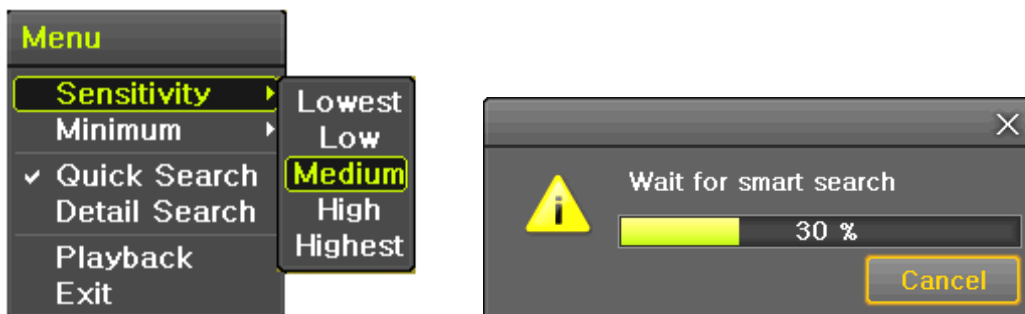 Menu
Sensitivity
Minimum
Quick Search
Detail Search
Playback
Exit
Lowest
Low
Medium
High
Highest
Wait for smart search
30 %
Cancel